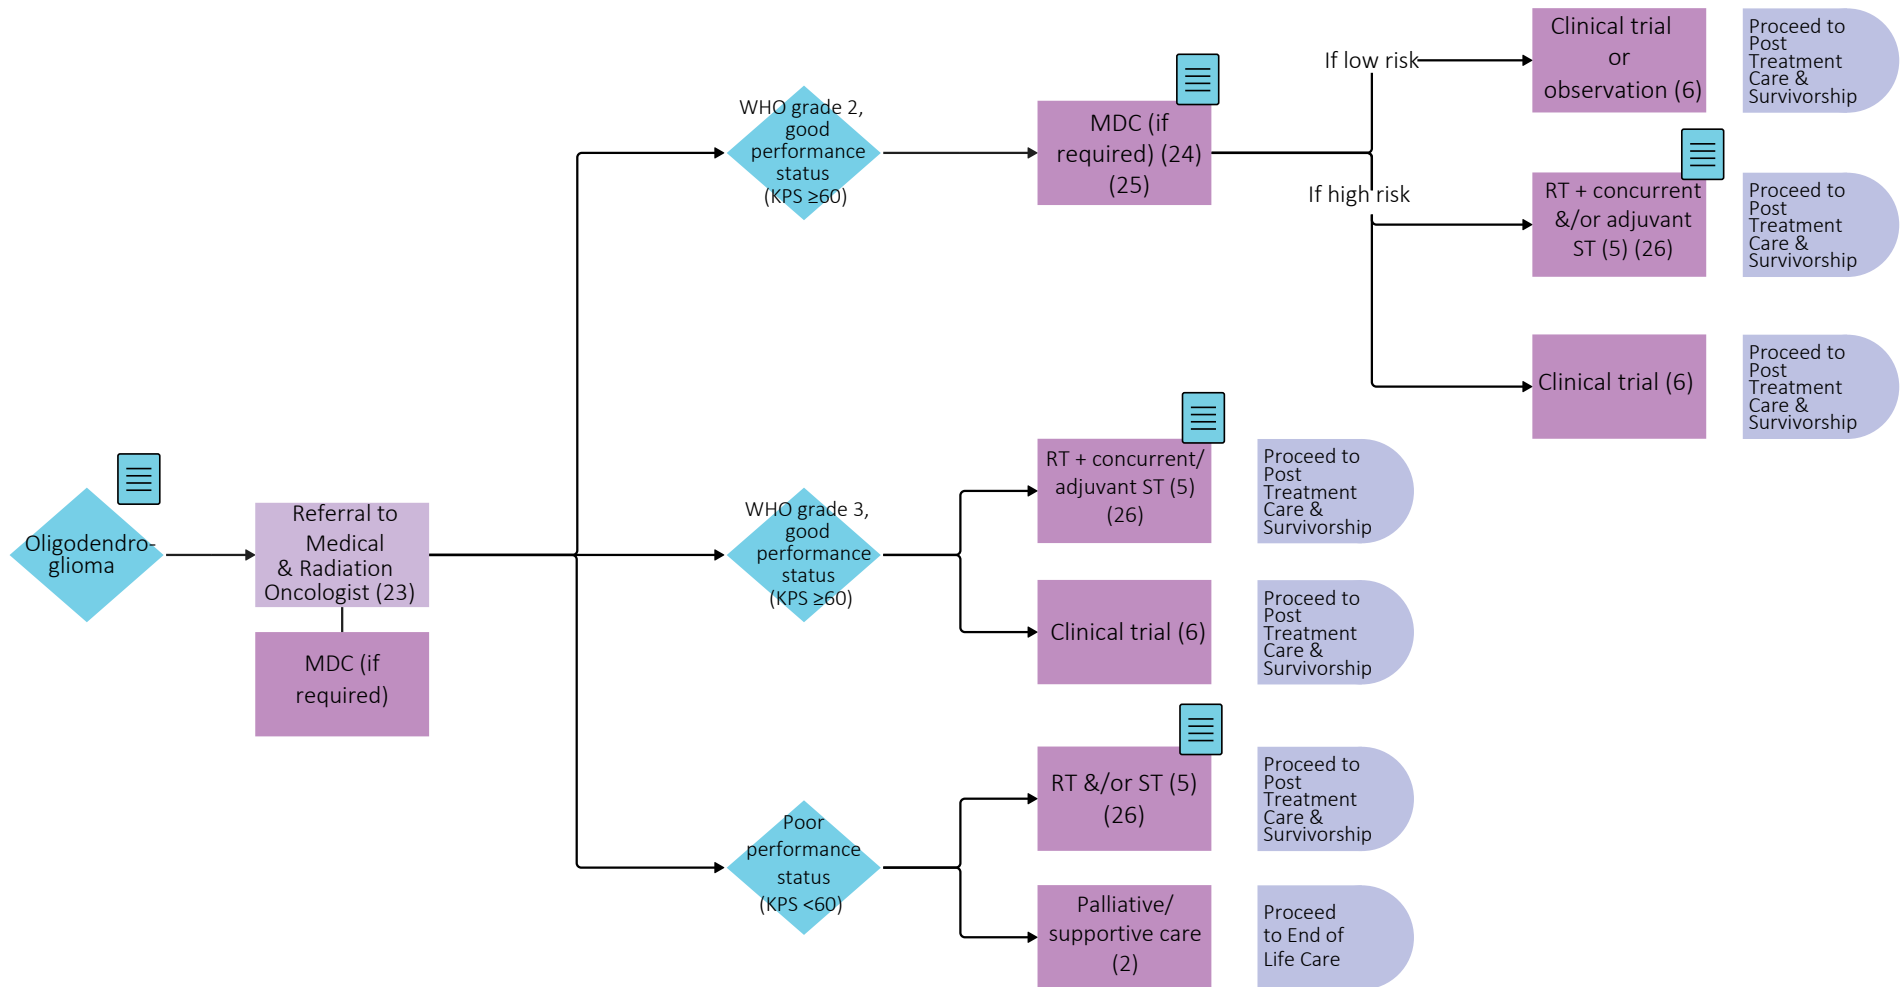 Oligodendro-
glioma
Referral to
Medical
& Radiation
Oncologist (23)
MDC (if
required)
WHO grade 2,
good
performance
status
(KPS ≥60)
MDC (if
required) (24)
(25)
If low risk
Clinical trial
or
observation (6)
Proceed to
Post
Treatment
Care &
Survivorship
If high risk
RT + concurrent
&/or adjuvant
ST (5) (26)
Proceed to
Post
Treatment
Care &
Survivorship
Clinical trial (6)
Proceed to
Post
Treatment
Care &
Survivorship
WHO grade 3,
good
performance
status
(KPS ≥60)
RT + concurrent/
adjuvant ST (5)
(26)
Proceed to
Post
Treatment
Care &
Survivorship
Clinical trial (6)
Proceed to
Post
Treatment
Care &
Survivorship
Poor
performance
status
(KPS <60)
RT &/or ST (5)
(26)
Proceed to
Post
Treatment
Care &
Survivorship
Palliative/
supportive care
(2)
Proceed
to End of
Life Care